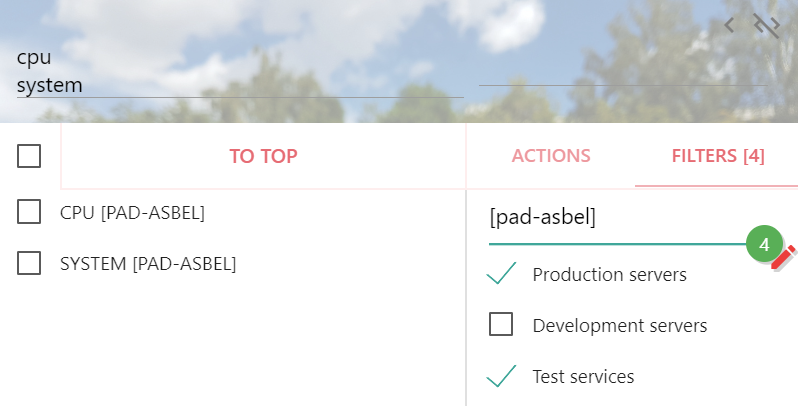 cpu
system
TO TOP
ACTIONS
FILTERS [4]
CPU [PAD-ASBEL]
SYSTEM [PAD-ASBEL]
[pad-asbel]
4
Production servers
Development servers
Test services